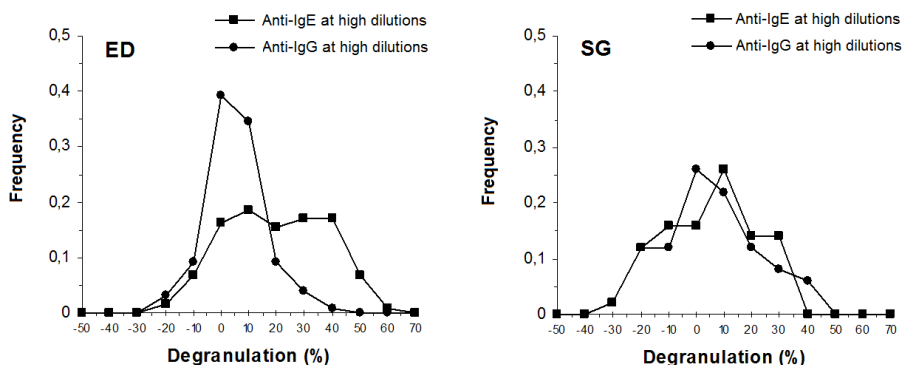 Anti-IgE at high dilutions
Anti-IgG at high dilutions
ED
0,5
0,4
0,3
0,2
0,1
0
Frequency
-50 -40 -30 -20 -10 0 10 20 30 40 50 60 70
Degranulation (%)
Anti-IgE at high dilutions
Anti-IgG at high dilutions
SG
0,5
0,4
0,3
0,2
0,1
0
Frequency
-50 -40 -30 -20 -10 0 10 20 30 40 50 60 70
Degranulation (%)